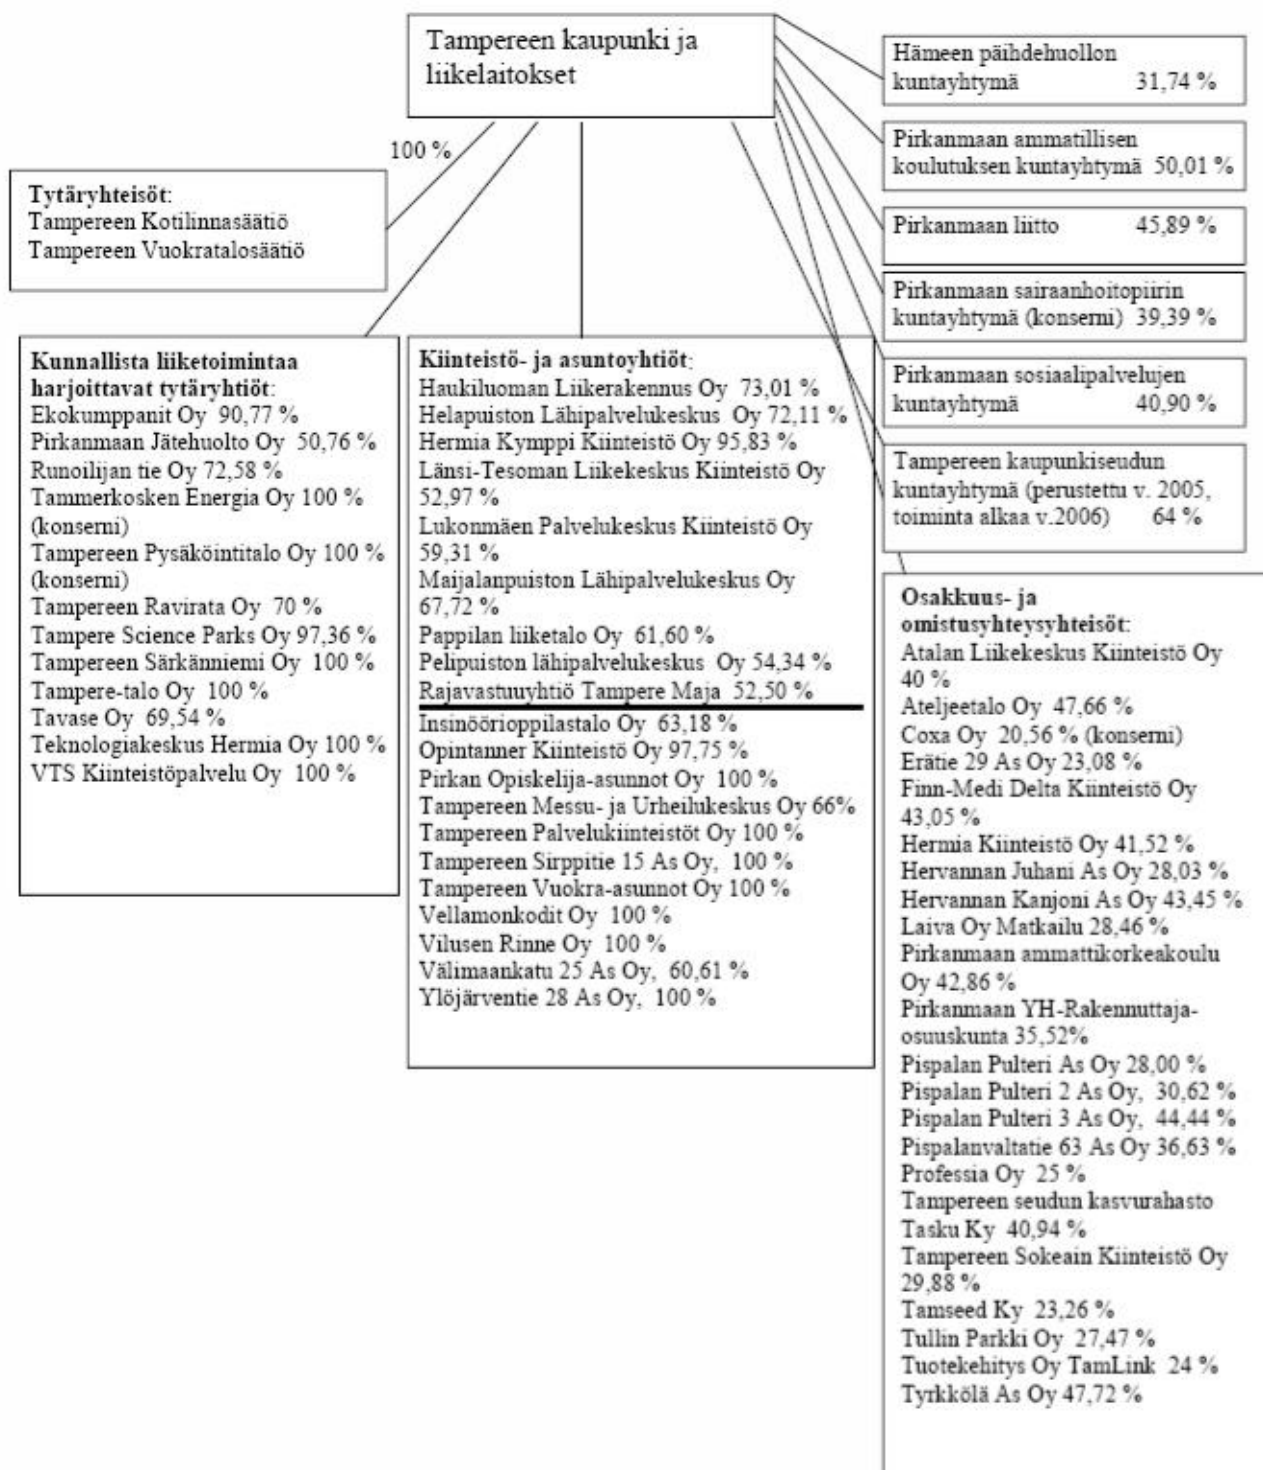 Tampereen kaupunki ja
liikelaitokset
100 %
Tytäryhteisöt:
Tampereen Kotilinnasäätiö
Tampereen Vuokratalosäätiö
Kunnallista liiketoimintaa
harjoittavat tytäryhtiöt:
Ekokumppanit Oy 90,77 %
Pirkanmaan Jätehuolto Oy 50,76 %
Runoilijan tie Oy 72,58 %
Tammerkosken Energia Oy 100 %
(konserni)
Tampereen Pysäköintitalo Oy 100 %
(konserni)
Tampereen Ravirata Oy 70 %
Tampere Science Parks Oy 97,36 %
Tampereen Särkänniemi Oy 100 %
Tampere-talo Oy 100 %
Tavase Oy 69,54 %
Teknologiakeskus Hermia Oy 100 %
VTS Kiinteistöpalvelu Oy 100 %
Kiinteistö- ja asuntoyhtiöt:
Haukiluoman Liikerakennus Oy 73,01 %
Helapuiston Lähipalvelukeskus Oy 72,11 %
Hermia Kymppi Kiinteistö Oy 95,83 %
Länsi-Tesoman Liikekeskus Kiinteistö Oy
52,97 %
Lukonmäen Palvelukeskus Kiinteistö Oy
59,31 %
Maijalanpuiston Lähipalvelukeskus Oy
67,72 %
Pappilan liiketalo Oy 61,60 %
Pelipuiston lähipalvelukeskus Oy 54,34 %
Rajavastuuyhtiö Tampere Maja 52,50 %
Insinöörioppilastalo Oy 63,18 %
Opintanner Kiinteistö Oy 97,75 %
Pirkan Opiskelija-asunnot Oy 100 %
Tampereen Messu- ja Urheilukeskus Oy 66%
Tampereen Palvelukiinteistöt Oy 100 %
Tampereen Sirppitie 15 As Oy, 100 %
Tampereen Vuokra-asunnot Oy 100 %
Vellamonkodit Oy 100 %
Vilusen Rinne Oy 100 %
Välimaankatu 25 As Oy, 60,61 %
Ylöjärventie 28 As Oy, 100 %
Hämeen päihdehuollon
kuntayhtymä 31,74 %
Pirkanmaan ammatillisen
koulutuksen kuntayhtymä 50,01 %
Pirkanmaan liitto 45,89 %
Pirkanmaan sairaanhoitopiirin
kuntayhtymä (konserni) 39,39 %
Pirkanmaan sosiaalipalvelujen
kuntayhtymä 40,90 %
Tampereen kaupunkiseudun
kuntayhtymä (perustettu v. 2005,
toiminta alkaa v.2006) 64 %
Osakkuus- ja
omistusyhteysyhteisöt:
Atalan Liikekeskus Kiinteistö Oy
40 %
Ateljeetalo Oy 47,66 %
Coxa Oy 20,56 % (konserni)
Erätie 29 As Oy 23,08 %
Finn-Medi Delta Kiinteistö Oy
43,05 %
Hermia Kiinteistö Oy 41,52 %
Hervannan Juhani As Oy 28,03 %
Hervannan Kanjoni As Oy 43,45 %
Laiva Oy Matkailu 28,46 %
Pirkanmaan ammattikorkeakoulu
Oy 42,86 %
Pirkanmaan YH-Rakennuttaja-
osuuskunta 35,52%
Pispalan Pulteri As Oy 28,00 %
Pispalan Pulteri 2 As Oy, 30,62 %
Pispalan Pulteri 3 As Oy, 44,44 %
Pispalanvaltatie 63 As Oy 36,63 %
Professia Oy 25 %
Tampereen seudun kasvurahasto
Tasku Ky 40,94 %
Tampereen Sokeain Kiinteistö Oy
29,88 %
Tamseed Ky 23,26 %
Tullin Parkki Oy 27,47 %
Tuotekehitys Oy TamLink 24 %
Tyrkkölä As Oy 47,72 %